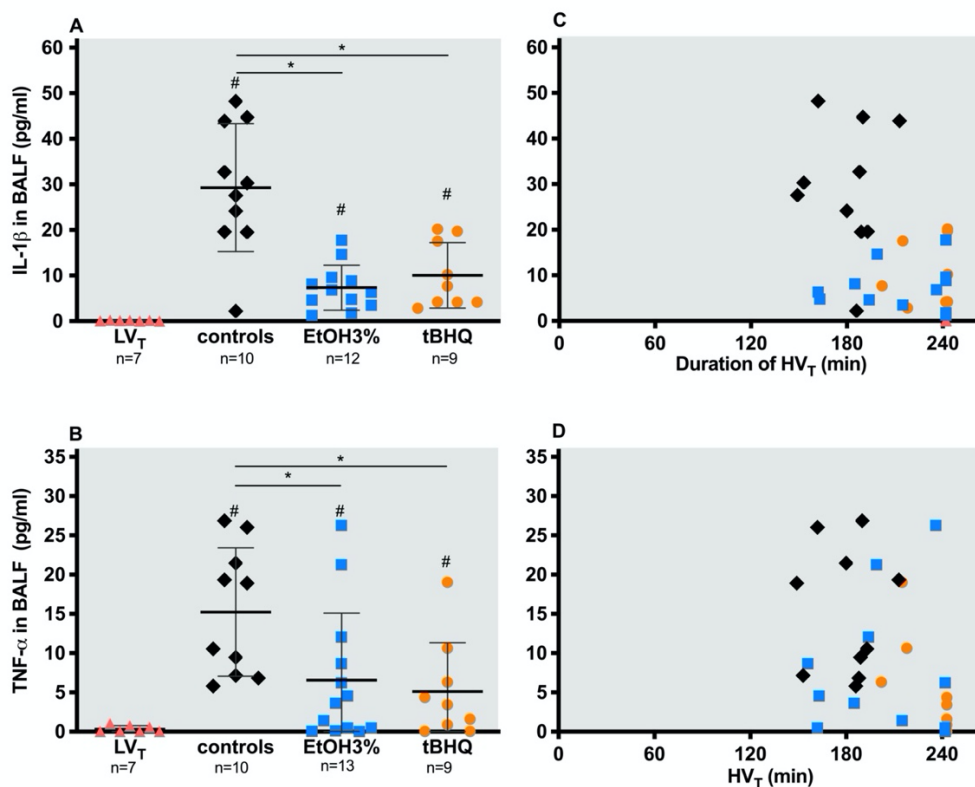 A
60
50
40
30
20
10
0
IL-1β in BALF (pg/ml)
*
*
#
#
#
LVT controls EtOH3% tBHQ
n=7 n=10 n=12 n=9
C
60
50
40
30
20
10
0
0 60 120 180 240
Duration of HVT (min)
B
35
30
25
20
15
10
5
0
TNF-α in BALF (pg/ml)
*
*
# #
#
LVT controls EtOH3% tBHQ
n=7 n=10 n=13 n=9
D
35
30
25
20
15
10
5
0
0 60 120 180 240
HVT (min)